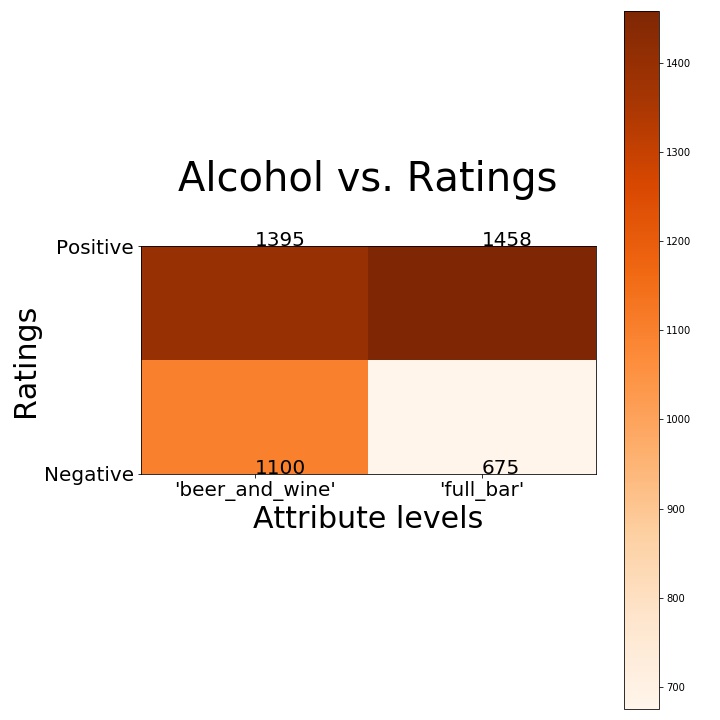 Alcohol vs. Ratings
Positive
1395 1458
Ratings
Negative
1100 675
'beer_and_wine' 'full_bar'
Attribute levels
1400
1300
1200
1100
1000
900
800
700